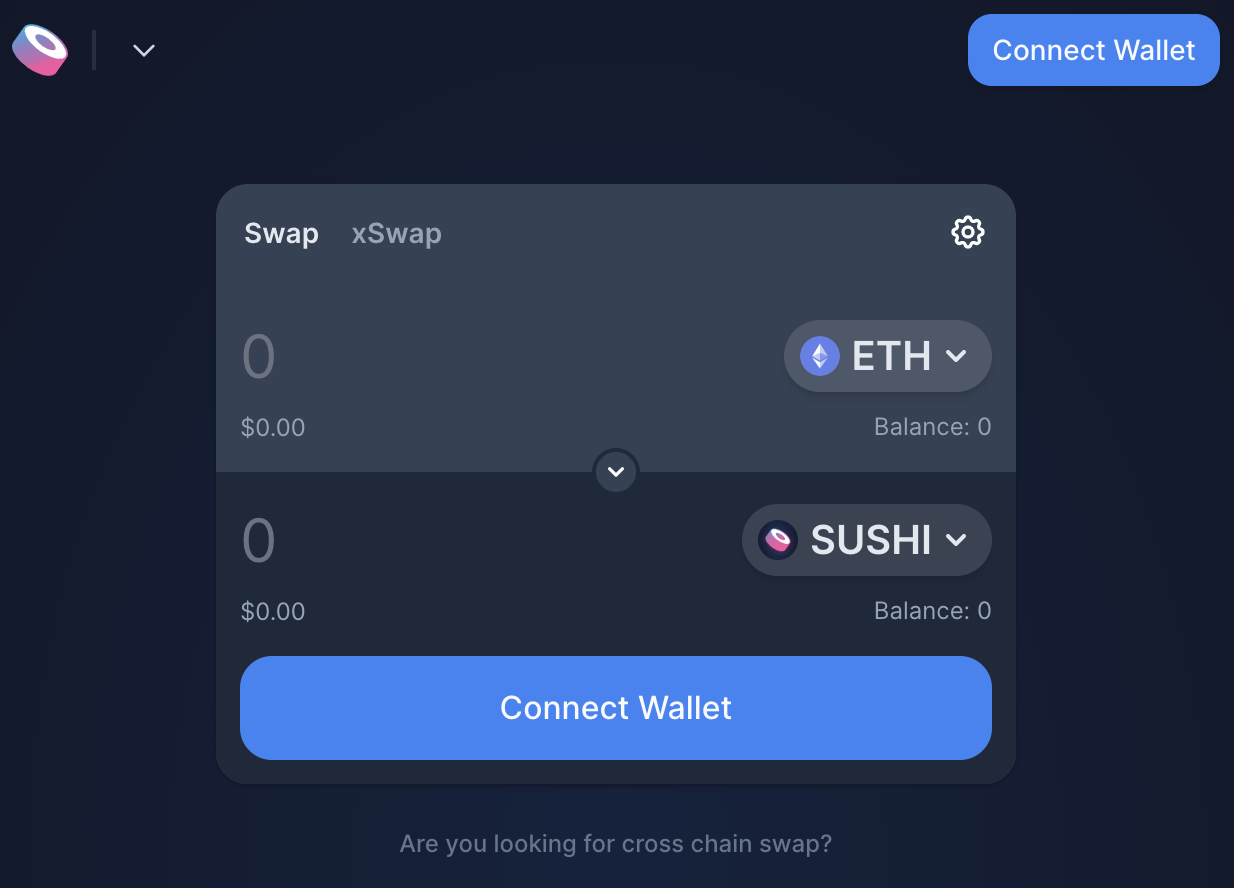 Connect Wallet
Swap xSwap
0 ETH
$0.00 Balance: 0
0 SUSHI
$0.00 Balance: 0
Connect Wallet
Are you looking for cross chain swap?